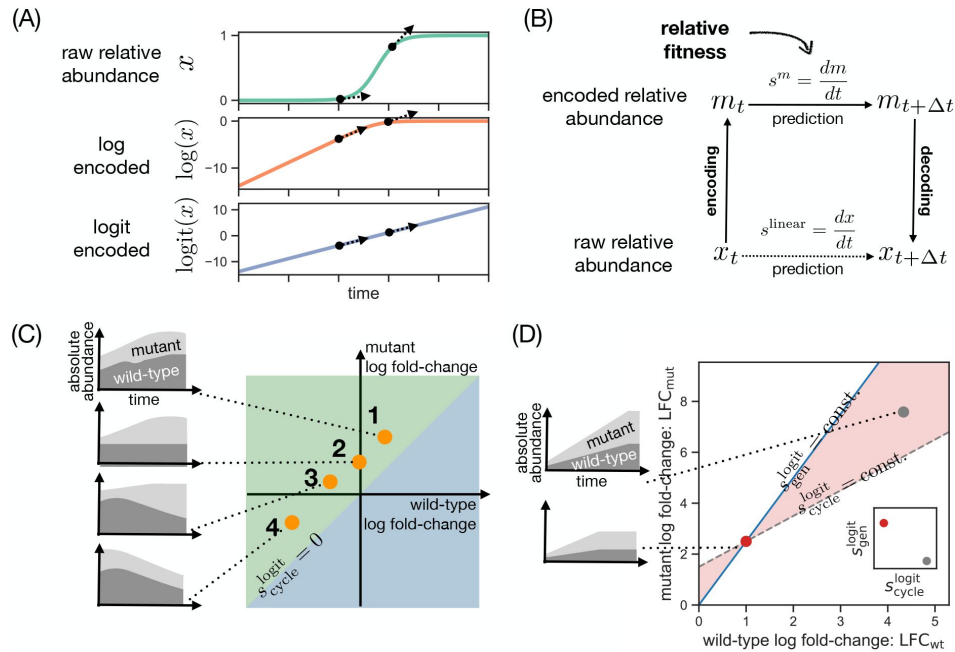 (A)
raw relative
abundance
x
1
0
log
encoded
log(x)
0
−10
logit
encoded
logit(x)
10
0
−10
time
(B)
relative
fitness
encoded relative
abundance
s^m = dm/dt
m_t
m_{t+Δt}
prediction
encoding
decoding
s^linear = dx/dt
raw relative
abundance
x_t
x_{t+Δt}
prediction
(C)
absolute
abundance
mutant
wild-type
time
mutant
log fold-change
1
2
3
4
wild-type
log fold-change
s^logit_cycle = 0
(D)
absolute
abundance
mutant
wild-type
time
mutant log fold-change: LFC_mut
8
6
4
2
0
s^logit_gen = const.
s^logit_cycle = const.
s^logit_gen
s^logit_cycle
0
1
2
3
4
5
wild-type log fold-change: LFC_wt